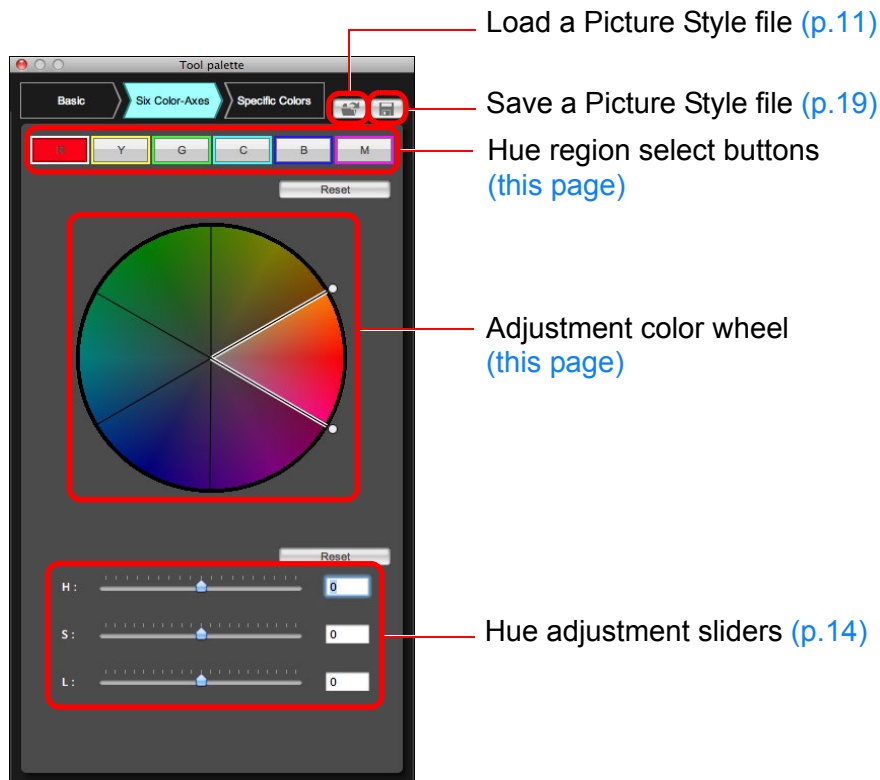 Load a Picture Style file (p.11)
Tool palette
Basic
Six Color-Axes
Specific Colors
Save a Picture Style file (p.19)
R
Y
G
C
B
M
Hue region select buttons
(this page)
Reset
Adjustment color wheel
(this page)
Reset
H :
0
S :
0
Hue adjustment sliders (p.14)
L :
0